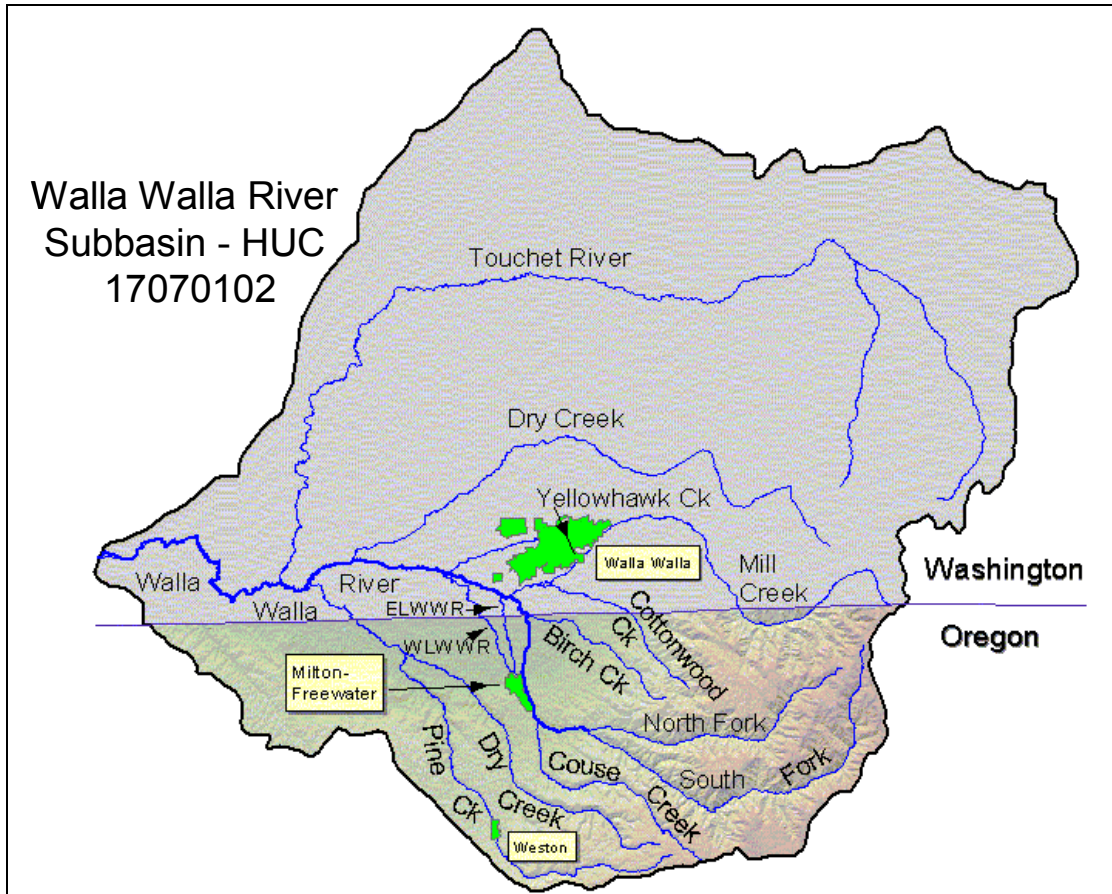 Walla Walla River
Subbasin - HUC
17070102
Touchet River
Dry Creek
Yellowhawk Ck
Walla Walla
Mill
Creek
Washington
Oregon
Walla
Walla
River
ELWWR
WLWWR
Cottonwood
Ck
Birch Ck
Milton-
Freewater
North Fork
South
Fork
Pine
Ck
Dry
Creek
Couse
Creek
Weston